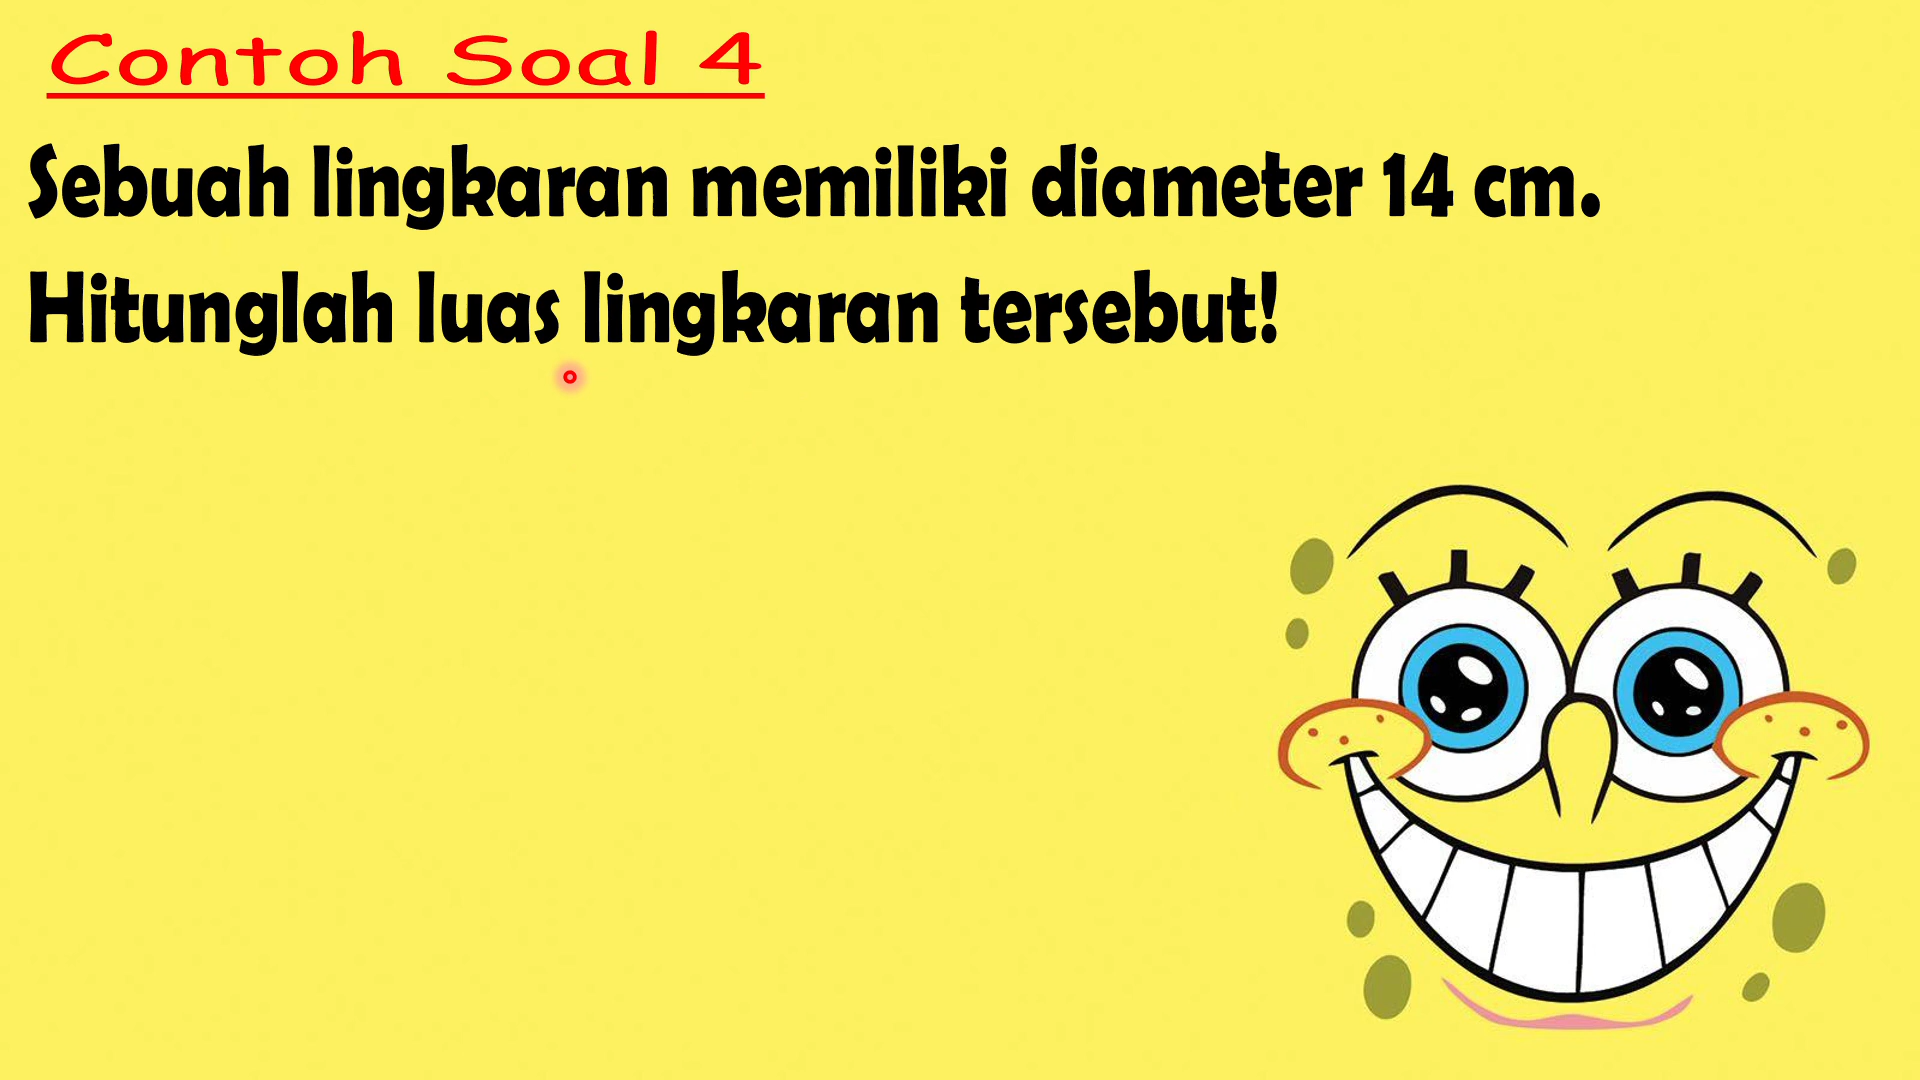 Contoh Soal 4
Sebuah lingkaran memiliki diameter 14 cm.
Hitunglah luas lingkaran tersebut!